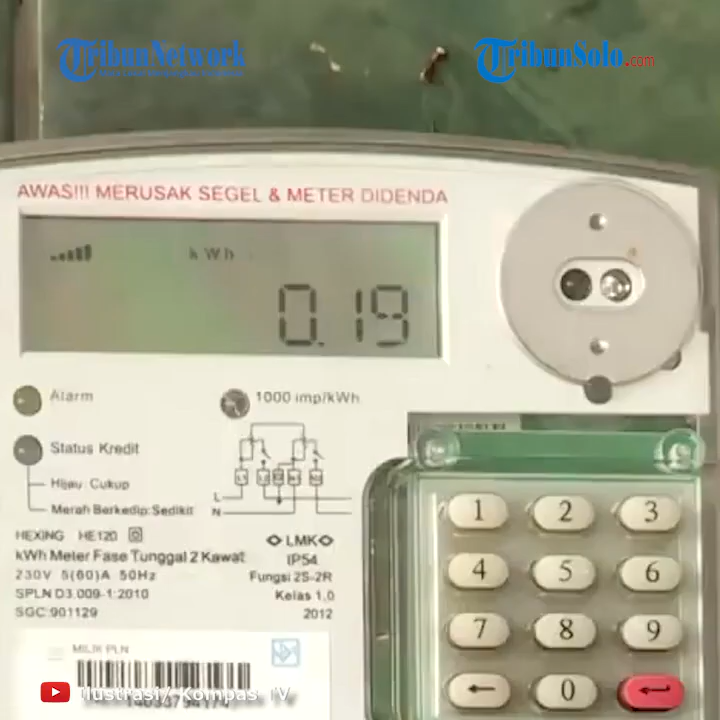 TribunNetwork
TribunSolo.com
AWAS!!! MERUSAK SEGEL & METER DIDENDA
kWh
0.19
Alarm
1000 imp/kWh
Status Kredit
Hijau: Cukup
Merah Berkedip: Sedikit
L
N
HEXING HE120
kWh Meter Fase Tunggal 2 Kawat
230V 5(60)A 50Hz
SPLN D3.009-1:2010
SGC:901129
LMK
IP54
Fungsi 2S-2R
Kelas 1,0
2012
1 2 3
4 5 6
7 8 9
0
MILIK PLN
Ilustrasi/ Kompas TV